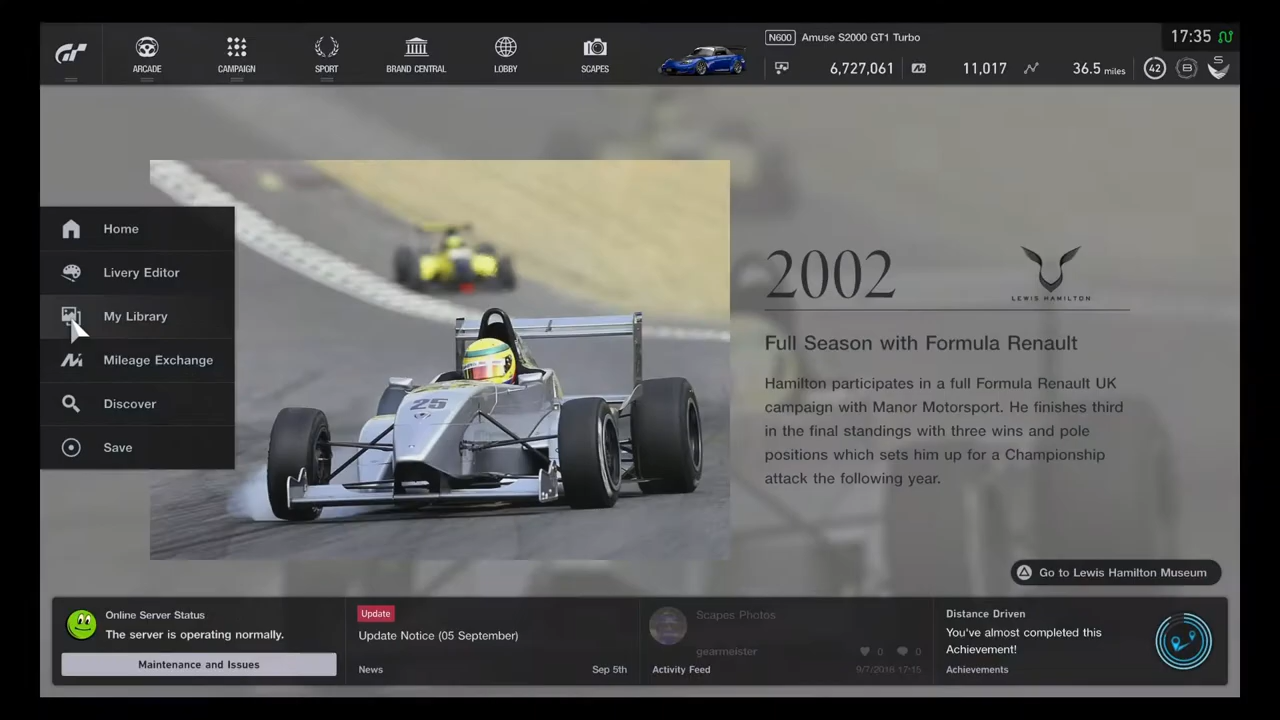 N600 Amuse S2000 GT1 Turbo
17:35
ARCADE
CAMPAIGN
SPORT
BRAND CENTRAL
LOBBY
SCAPES
6,727,061
11,017
36.5 miles
42
B
S
Home
Livery Editor
My Library
Mileage Exchange
Discover
Save
25
2002
LEWIS HAMILTON
Full Season with Formula Renault
Hamilton participates in a full Formula Renault UK
campaign with Manor Motorsport. He finishes third
in the final standings with three wins and pole
positions which sets him up for a Championship
attack the following year.
Go to Lewis Hamilton Museum
Online Server Status
The server is operating normally.
Maintenance and Issues
Update
Update Notice (05 September)
News
Sep 5th
Scapes Photos
gearmeister
0
0
Activity Feed
9/7/2018 17:15
Distance Driven
You've almost completed this
Achievement!
Achievements